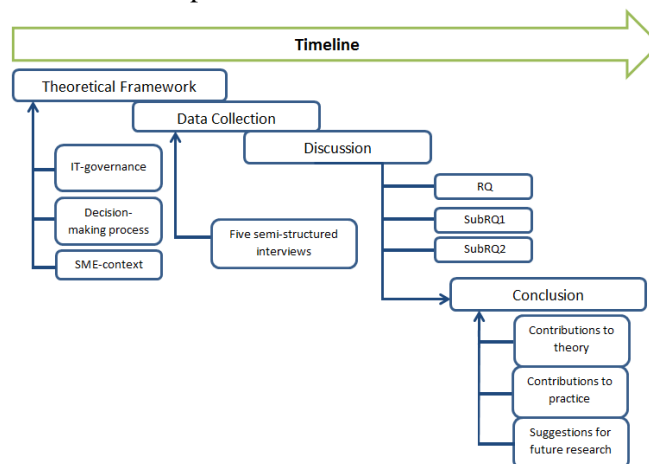 Timeline
Theoretical Framework
Data Collection
Discussion
IT-governance
Decision-
making process
SME-context
Five semi-structured
interviews
RQ
SubRQ1
SubRQ2
Conclusion
Contributions to
theory
Contributions to
practice
Suggestions for
future research